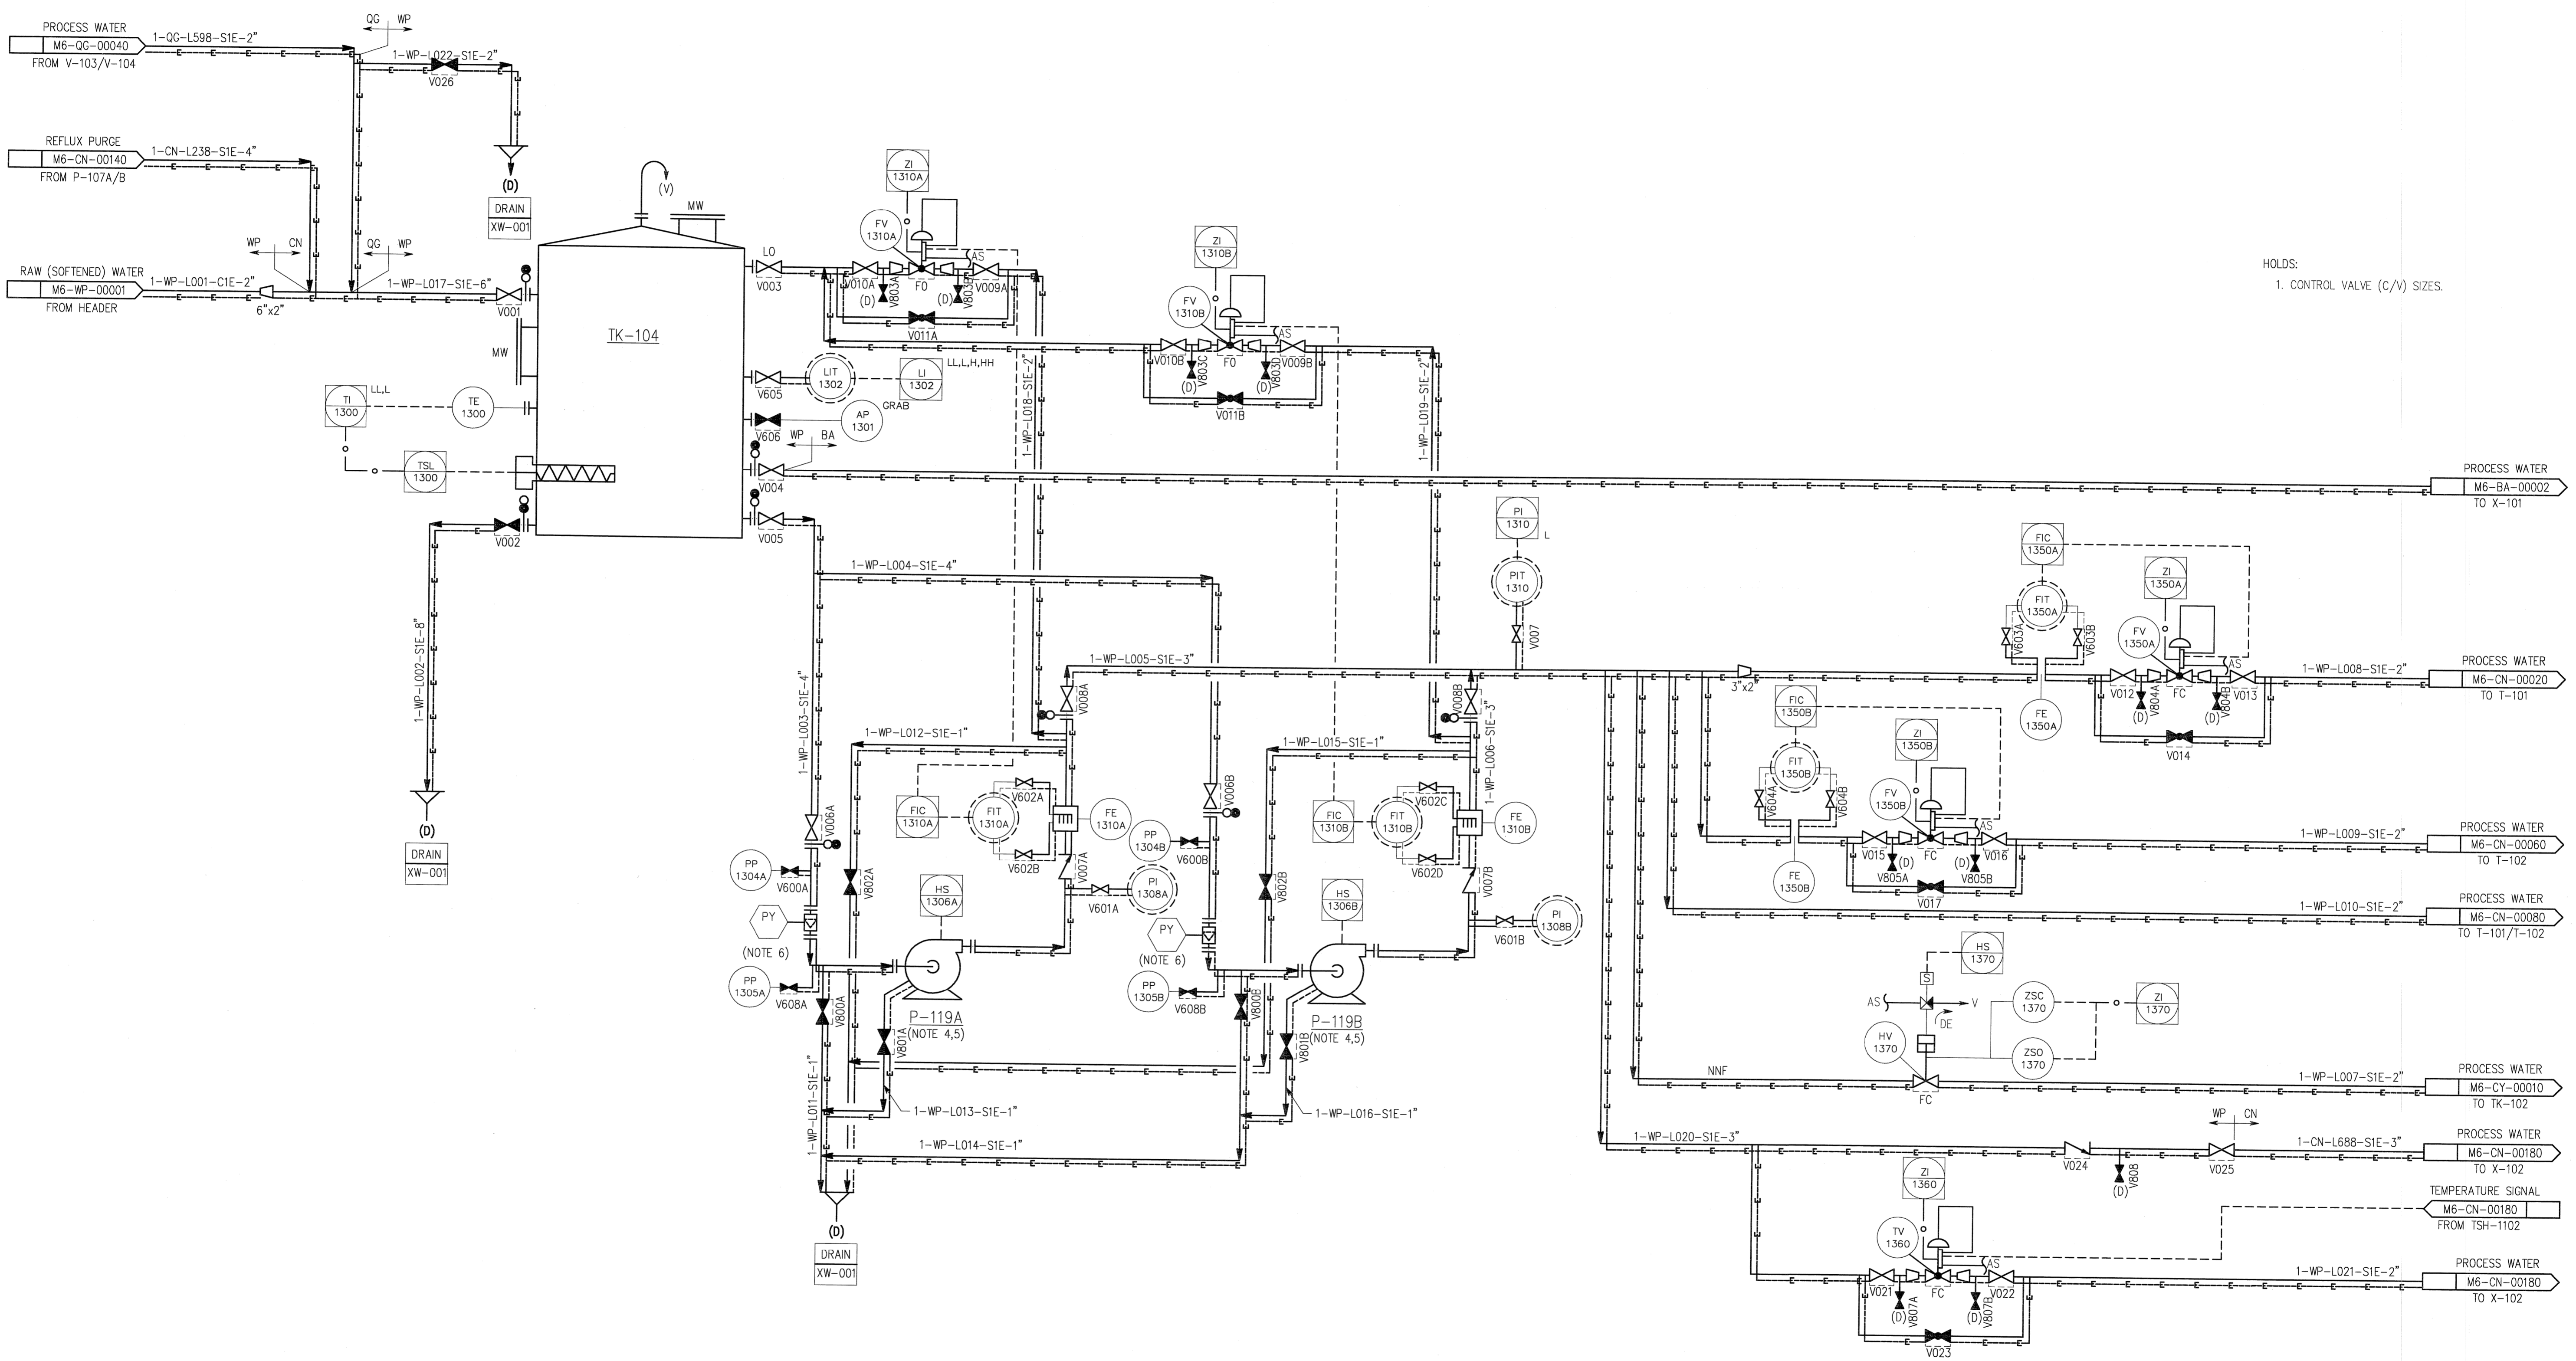 PROCESS WATER
M6-QG-00040
FROM V-103/V-104
1-QG-L598-S1E-2"
QG
WP
1-WP-L022-S1E-2"
V026
(D)
DRAIN
XW-001
REFLUX PURGE
M6-CN-00140
FROM P-107A/B
1-CN-L238-S1E-4"
RAW (SOFTENED) WATER
M6-WP-00001
FROM HEADER
1-WP-L001-C1E-2"
6"x2"
WP
CN
QG
WP
1-WP-L017-S1E-6"
V001
MW
TK-104
(V)
MW
TI
1300
LL,L
TE
1300
TSL
1300
V002
1-WP-L002-S1E-8"
(D)
DRAIN
XW-001
LO
V003
ZI
1310A
FV
1310A
AS
V010A
(D)
V803A
FO
(D)
V803B
V009A
V011A
ZI
1310B
FV
1310B
AS
V010B
(D)
V803C
FO
(D)
V803D
V009B
V011B
V605
LIT
1302
LI
1302
LL,L,H,HH
V606
AP
1301
GRAB
WP
BA
V004
V005
1-WP-L018-S1E-2"
1-WP-L019-S1E-2"
HOLDS:
1. CONTROL VALVE (C/V) SIZES.
PROCESS WATER
M6-BA-00002
TO X-101
1-WP-L004-S1E-4"
1-WP-L003-S1E-4"
V006A
PP
1304A
V600A
PY
(NOTE 6)
PP
1305A
V608A
V800A
1-WP-L011-S1E-1"
1-WP-L012-S1E-1"
V802A
FIC
1310A
FIT
1310A
V602A
V602B
FE
1310A
V007A
V008A
V601A
PI
1308A
HS
1306A
P-119A
(NOTE 4,5)
V801A
1-WP-L013-S1E-1"
1-WP-L014-S1E-1"
(D)
DRAIN
XW-001
V006B
PP
1304B
V600B
PY
(NOTE 6)
PP
1305B
V608B
V800B
1-WP-L015-S1E-1"
V802B
FIC
1310B
FIT
1310B
V602C
V602D
FE
1310B
V007B
V008B
1-WP-L006-S1E-3"
V601B
PI
1308B
HS
1306B
P-119B
(NOTE 4,5)
V801B
1-WP-L016-S1E-1"
1-WP-L005-S1E-3"
PI
1310
L
PIT
1310
V007
3"x2"
FIC
1350A
FIT
1350A
V603A
V603B
FE
1350A
ZI
1350A
FV
1350A
AS
V012
V804A
(D)
FC
V804B
(D)
V013
V014
1-WP-L008-S1E-2"
PROCESS WATER
M6-CN-00020
TO T-101
FIC
1350B
FIT
1350B
V604A
V604B
FE
1350B
ZI
1350B
FV
1350B
AS
V015
(D)
V805A
FC
(D)
V805B
V016
V017
1-WP-L009-S1E-2"
PROCESS WATER
M6-CN-00060
TO T-102
1-WP-L010-S1E-2"
PROCESS WATER
M6-CN-00080
TO T-101/T-102
HS
1370
S
AS
V
DE
ZSC
1370
ZSO
1370
ZI
1370
HV
1370
NNF
FC
1-WP-L007-S1E-2"
PROCESS WATER
M6-CY-00010
TO TK-102
1-WP-L020-S1E-3"
V024
(D)
V808
V025
WP
CN
1-CN-L688-S1E-3"
PROCESS WATER
M6-CN-00180
TO X-102
TEMPERATURE SIGNAL
M6-CN-00180
FROM TSH-1102
ZI
1360
TV
1360
AS
V021
(D)
V807A
FC
(D)
V807B
V022
V023
1-WP-L021-S1E-2"
PROCESS WATER
M6-CN-00180
TO X-102